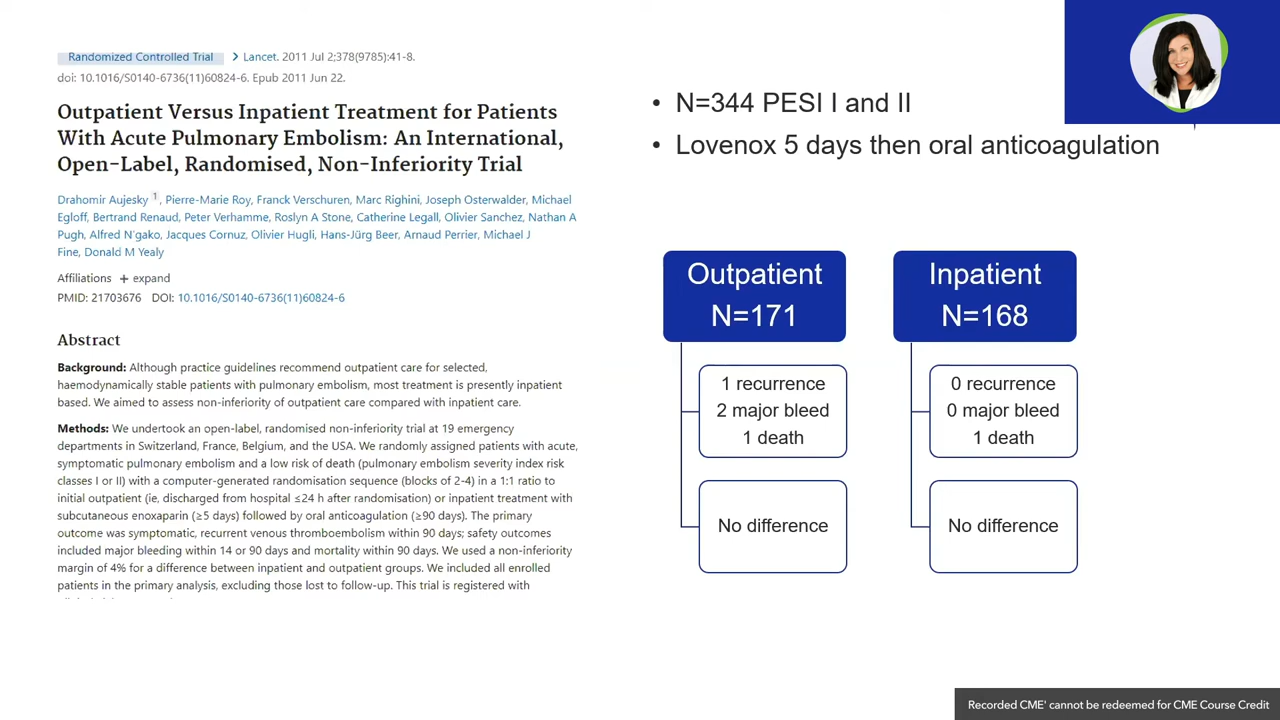 Randomized Controlled Trial > Lancet. 2011 Jul 2;378(9785):41-8.
doi: 10.1016/S0140-6736(11)60824-6. Epub 2011 Jun 22.
Outpatient Versus Inpatient Treatment for Patients
With Acute Pulmonary Embolism: An International,
Open-Label, Randomised, Non-Inferiority Trial
Drahomir Aujesky 1, Pierre-Marie Roy, Franck Verschuren, Marc Righini, Joseph Osterwalder, Michael
Egloff, Bertrand Renaud, Peter Verhamme, Roslyn A Stone, Catherine Legall, Olivier Sanchez, Nathan A
Pugh, Alfred N'gako, Jacques Cornuz, Olivier Hugli, Hans-Jürg Beer, Arnaud Perrier, Michael J
Fine, Donald M Yealy
Affiliations + expand
PMID: 21703676 DOI: 10.1016/S0140-6736(11)60824-6
Abstract
Background: Although practice guidelines recommend outpatient care for selected,
haemodynamically stable patients with pulmonary embolism, most treatment is presently inpatient
based. We aimed to assess non-inferiority of outpatient care compared with inpatient care.
Methods: We undertook an open-label, randomised non-inferiority trial at 19 emergency
departments in Switzerland, France, Belgium, and the USA. We randomly assigned patients with acute,
symptomatic pulmonary embolism and a low risk of death (pulmonary embolism severity index risk
classes I or II) with a computer-generated randomisation sequence (blocks of 2-4) in a 1:1 ratio to
initial outpatient (ie, discharged from hospital ≤24 h after randomisation) or inpatient treatment with
subcutaneous enoxaparin (≥5 days) followed by oral anticoagulation (≥90 days). The primary
outcome was symptomatic, recurrent venous thromboembolism within 90 days; safety outcomes
included major bleeding within 14 or 90 days and mortality within 90 days. We used a non-inferiority
margin of 4% for a difference between inpatient and outpatient groups. We included all enrolled
patients in the primary analysis, excluding those lost to follow-up. This trial is registered with
• N=344 PESI I and II
• Lovenox 5 days then oral anticoagulation
Outpatient
N=171
1 recurrence
2 major bleed
1 death
No difference
Inpatient
N=168
0 recurrence
0 major bleed
1 death
No difference
Recorded CME' cannot be redeemed for CME Course Credit